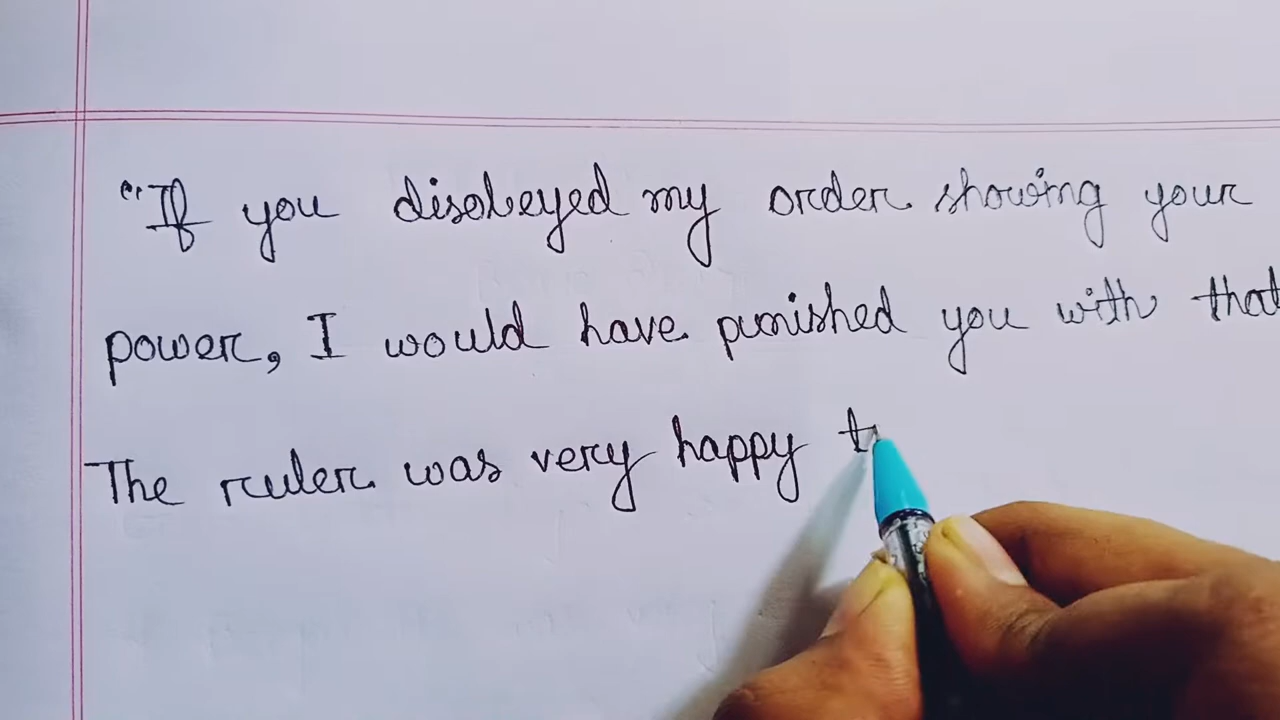 "If you disobeyed my order showing your
power, I would have punished you with that
The ruler was very happy t